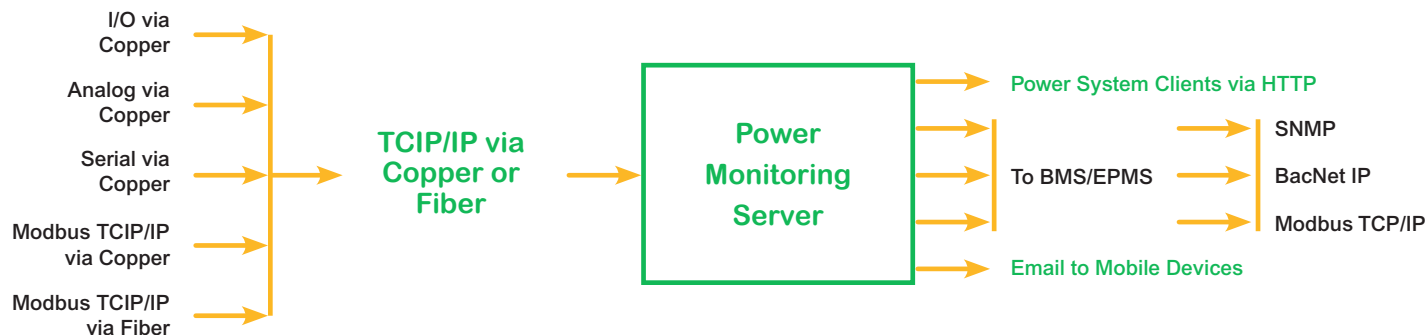 I/O via
Copper
Analog via
Copper
Serial via
Copper
Modbus TCIP/IP
via Copper
Modbus TCIP/IP
via Fiber
TCIP/IP via
Copper or
Fiber
Power
Monitoring
Server
Power System Clients via HTTP
To BMS/EPMS
SNMP
BacNet IP
Modbus TCP/IP
Email to Mobile Devices